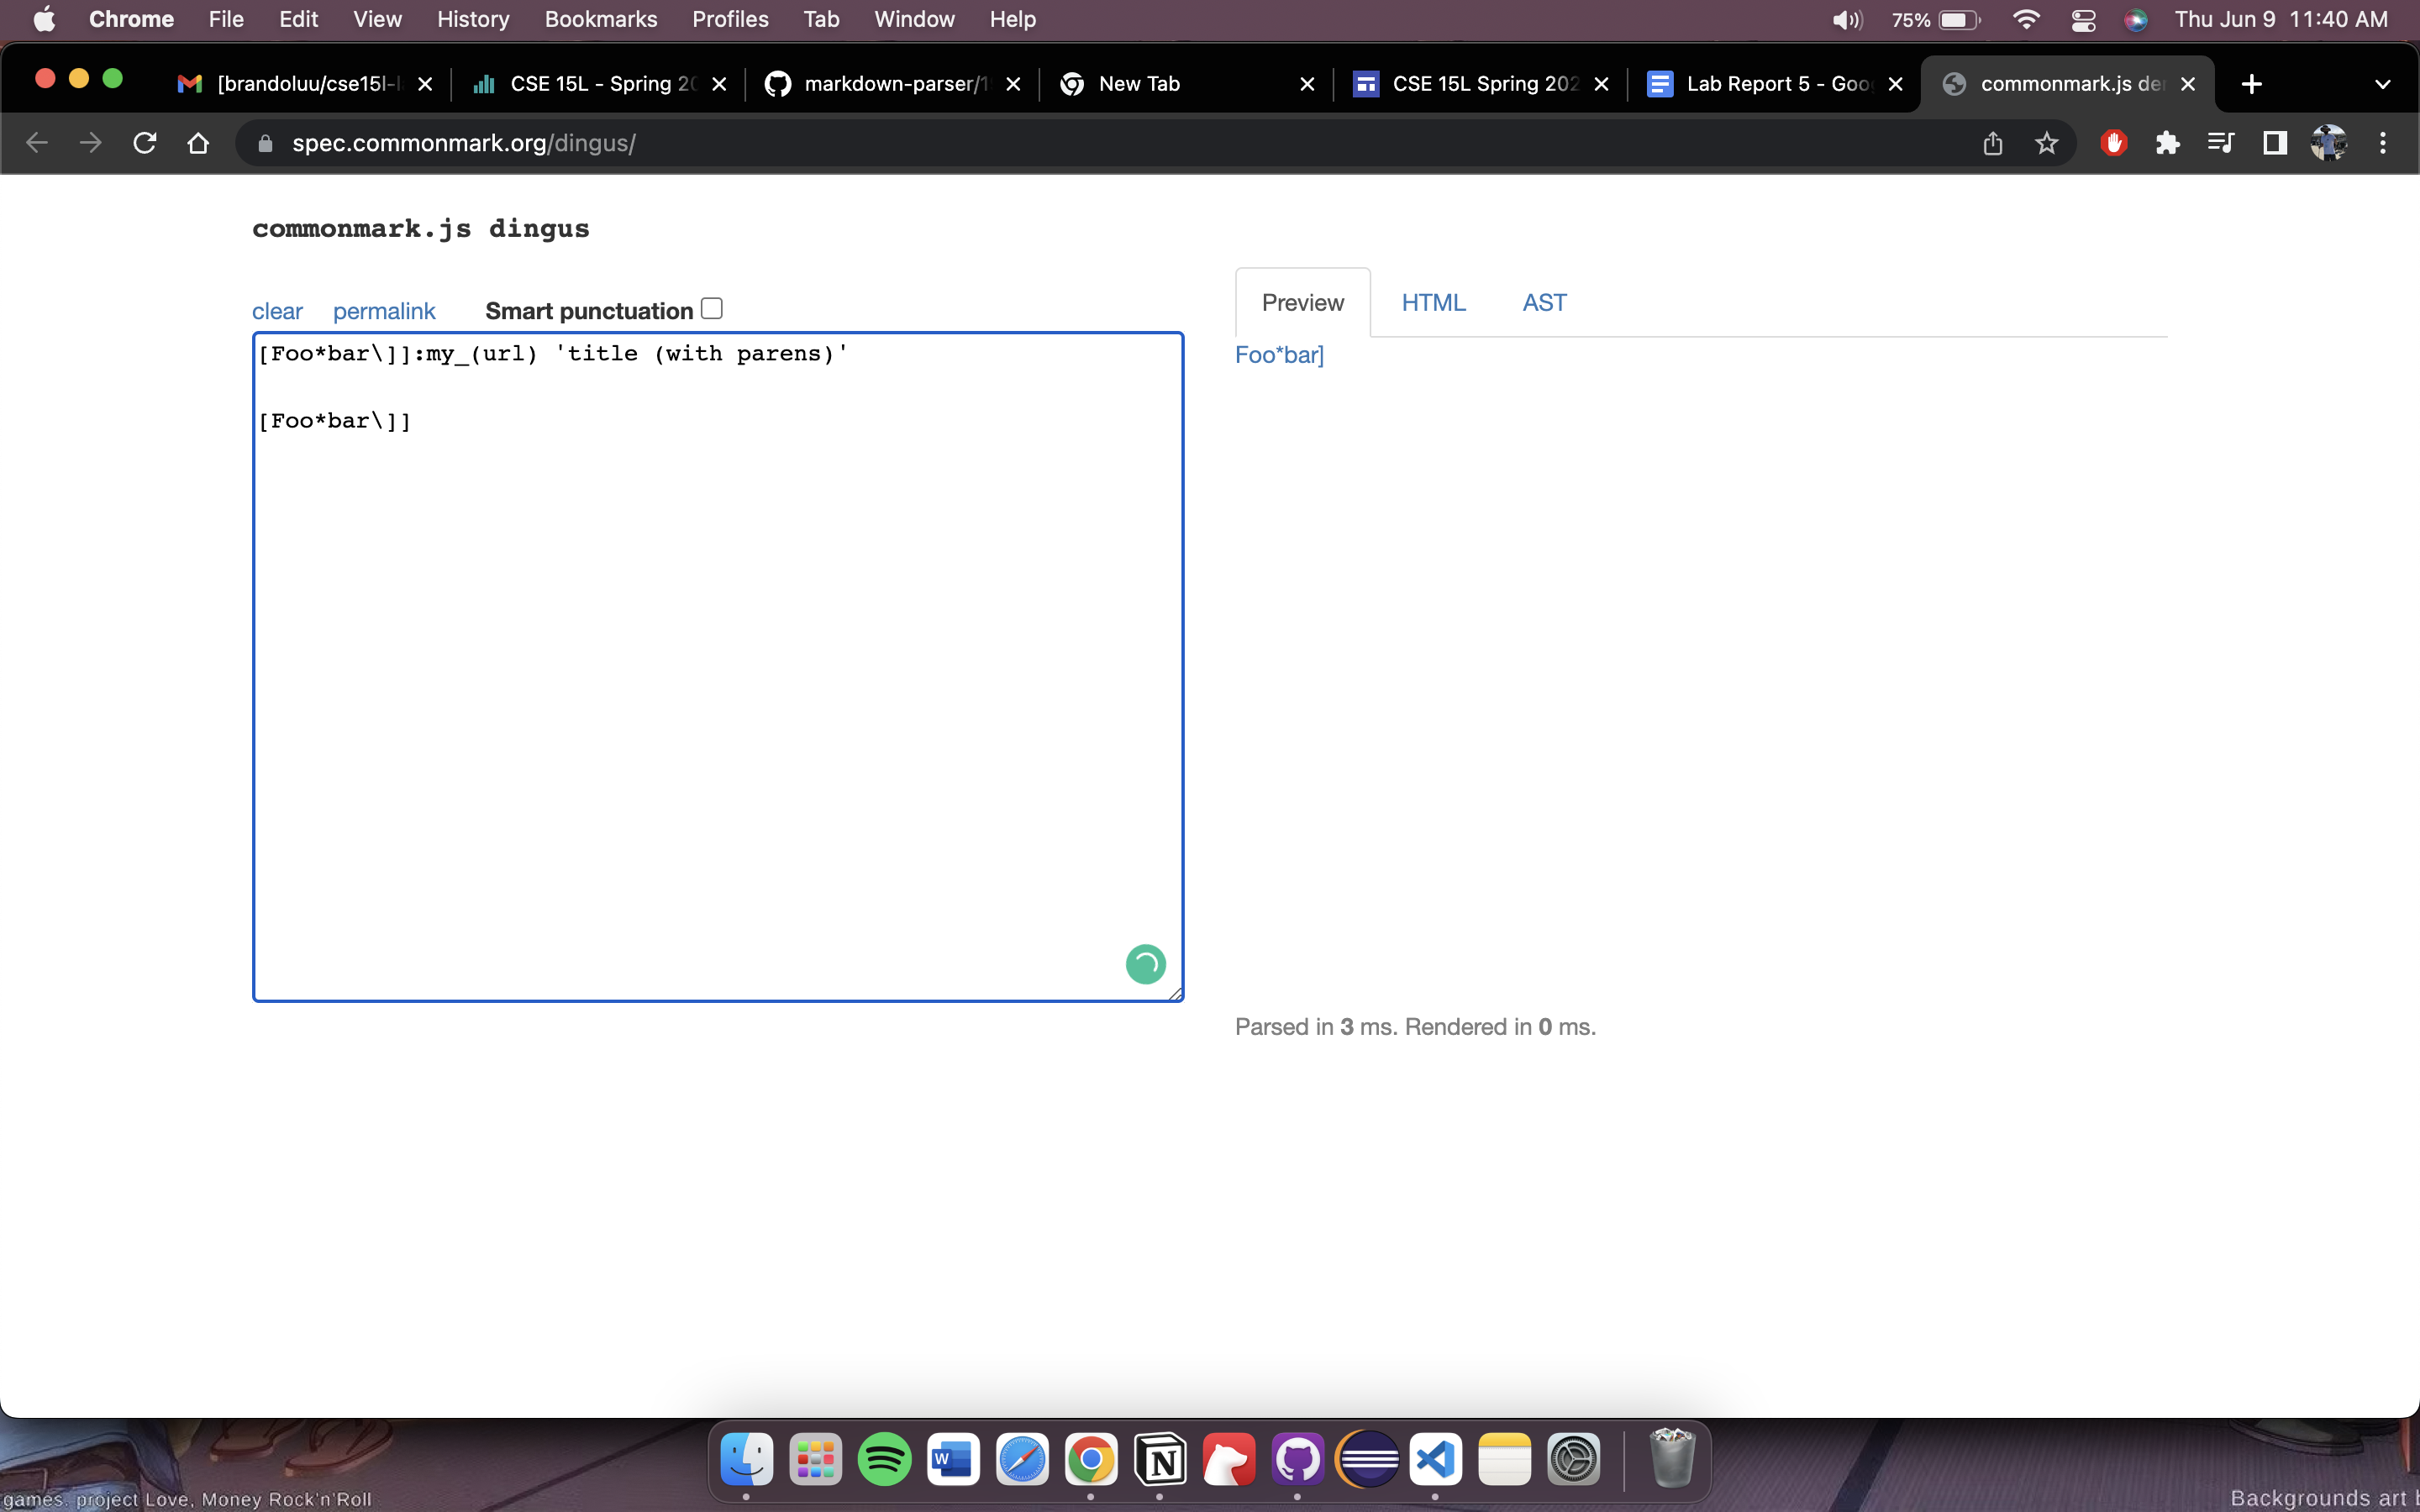 Chrome File Edit View History Bookmarks Profiles Tab Window Help 75% Thu Jun 9 11:40 AM
[brandoluu/cse15l-l CSE 15L - Spring 20 markdown-parser/1 New Tab CSE 15L Spring 202 Lab Report 5 - Goo commonmark.js de
spec.commonmark.org/dingus/
commonmark.js dingus
clear permalink Smart punctuation
Preview HTML AST
[Foo*bar\]]:my_(url) 'title (with parens)'
[Foo*bar\]]
Foo*bar]
Parsed in 3 ms. Rendered in 0 ms.
W
N
games. project Love, Money Rock'n'Roll
Backgrounds art